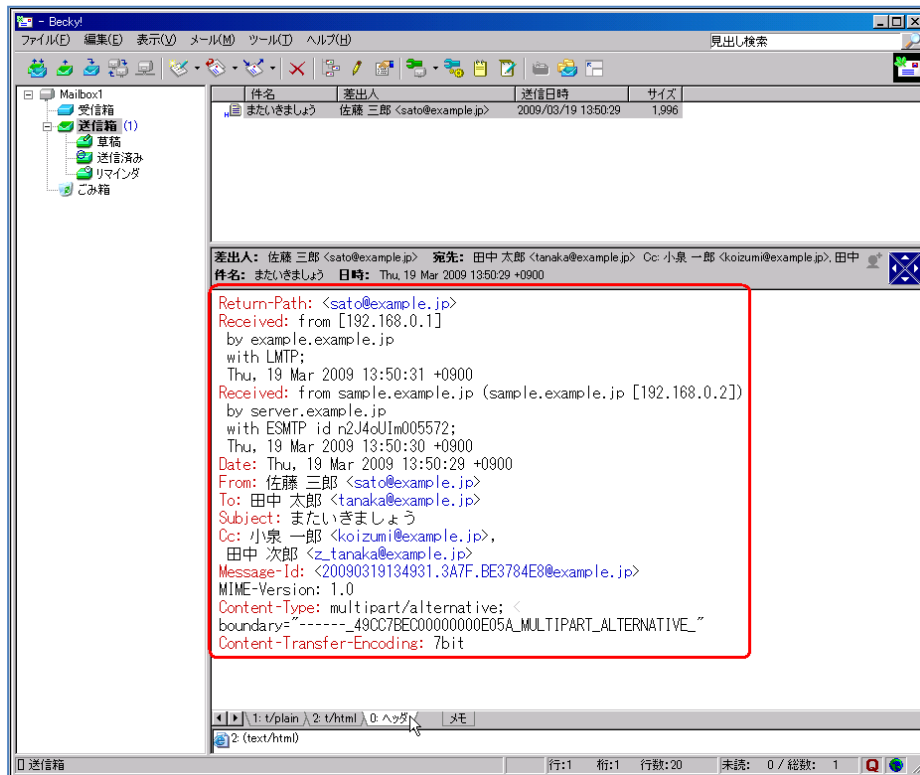 - Becky!
ファイル(F) 編集(E) 表示(V) メール(M) ツール(T) ヘルプ(H)
見出し検索
Mailbox1
受信箱
送信箱 (1)
草稿
送信済み
リマインダ
ごみ箱
件名 差出人 送信日時 サイズ
またいきましょう 佐藤 三郎 <sato@example.jp> 2009/03/19 13:50:29 1,996
差出人: 佐藤 三郎 <sato@example.jp> 宛先: 田中 太郎 <tanaka@example.jp> Cc: 小泉 一郎 <koizumi@example.jp>, 田中
件名: またいきましょう 日時: Thu, 19 Mar 2009 13:50:29 +0900
Return-Path: <sato@example.jp>
Received: from [192.168.0.1]
by example.example.jp
with LMTP;
Thu, 19 Mar 2009 13:50:31 +0900
Received: from sample.example.jp (sample.example.jp [192.168.0.2])
by server.example.jp
with ESMTP id n2J4oUIm005572;
Thu, 19 Mar 2009 13:50:30 +0900
Date: Thu, 19 Mar 2009 13:50:29 +0900
From: 佐藤 三郎 <sato@example.jp>
To: 田中 太郎 <tanaka@example.jp>
Subject: またいきましょう
Cc: 小泉 一郎 <koizumi@example.jp>,
田中 次郎 <z_tanaka@example.jp>
Message-Id: <20090319134931.3A7F.BE3784E8@example.jp>
MIME-Version: 1.0
Content-Type: multipart/alternative; <
boundary="------_49CC7BEC00000000E05A_MULTIPART_ALTERNATIVE_"
Content-Transfer-Encoding: 7bit
1: t/plain 2: t/html 0: ヘッダ メモ
2: (text/html)
送信箱 行:1 桁:1 行数:20 未読: 0 / 総数: 1 Q